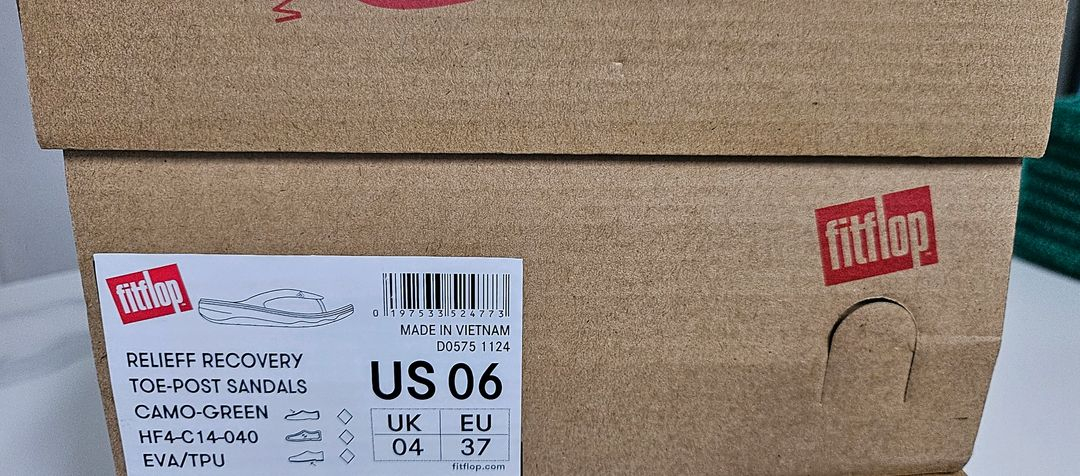 fitflop
fitflop
0 197533 524773
MADE IN VIETNAM
D0575 1124
RELIEFF RECOVERY
TOE-POST SANDALS
CAMO-GREEN
HF4-C14-040
EVA/TPU
US 06
UK EU
04 37
fitflop.com